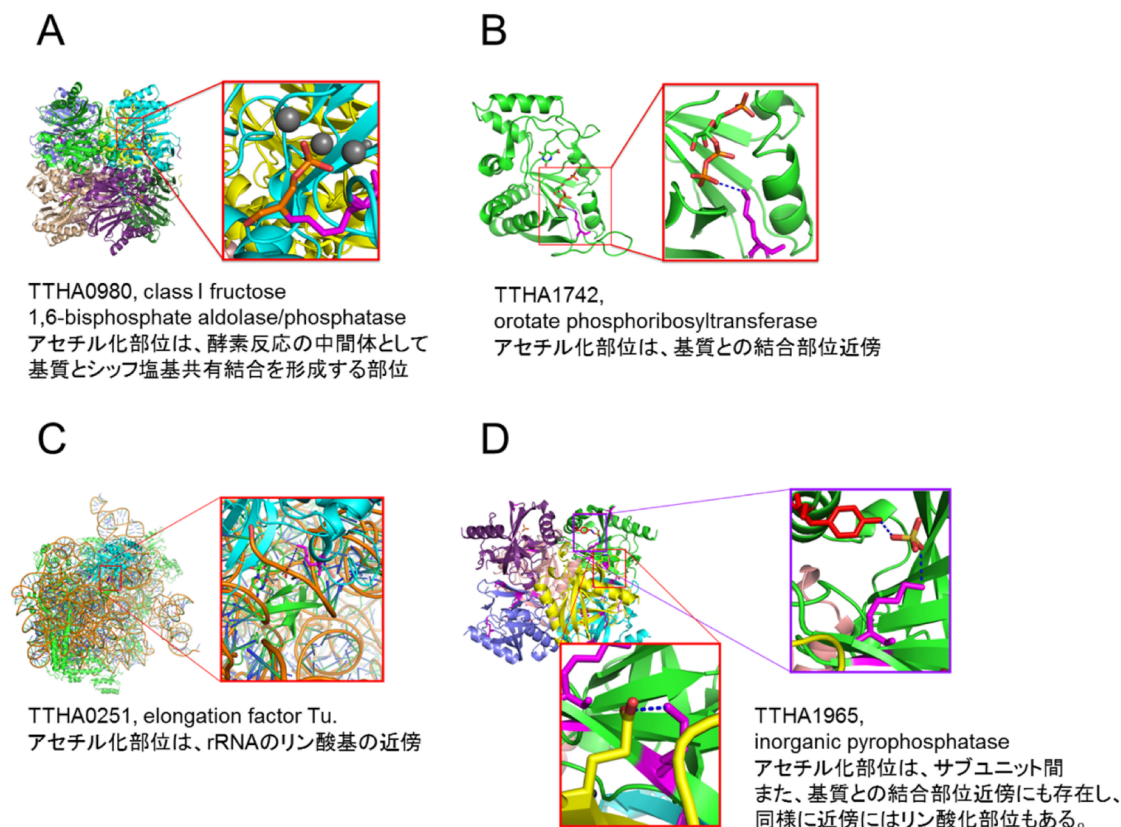 A
B
TTHA0980, class I fructose
1,6-bisphosphate aldolase/phosphatase
アセチル化部位は、酵素反応の中間体として
基質とシッフ塩基共有結合を形成する部位
TTHA1742,
orotate phosphoribosyltransferase
アセチル化部位は、基質との結合部位近傍
C
D
TTHA0251, elongation factor Tu.
アセチル化部位は、rRNAのリン酸基の近傍
TTHA1965,
inorganic pyrophosphatase
アセチル化部位は、サブユニット間
また、基質との結合部位近傍にも存在し、
同様に近傍にはリン酸化部位もある。